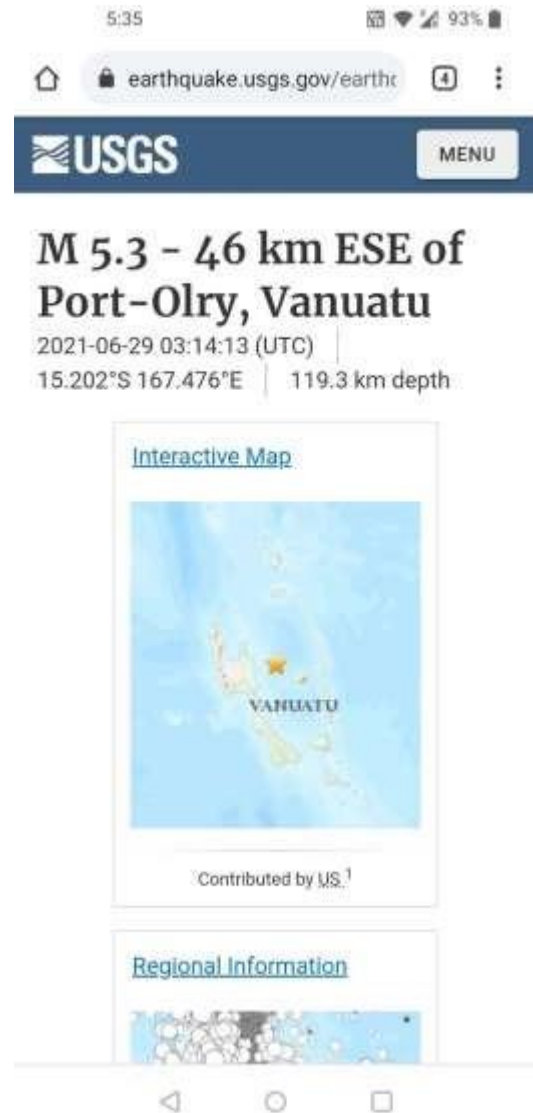 5:35
93%
earthquake.usgs.gov/earthc
4
USGS
MENU
M 5.3 - 46 km ESE of
Port-Olry, Vanuatu
2021-06-29 03:14:13 (UTC)
15.202°S 167.476°E
119.3 km depth
Interactive Map
VANUATU
Contributed by US 1
Regional Information